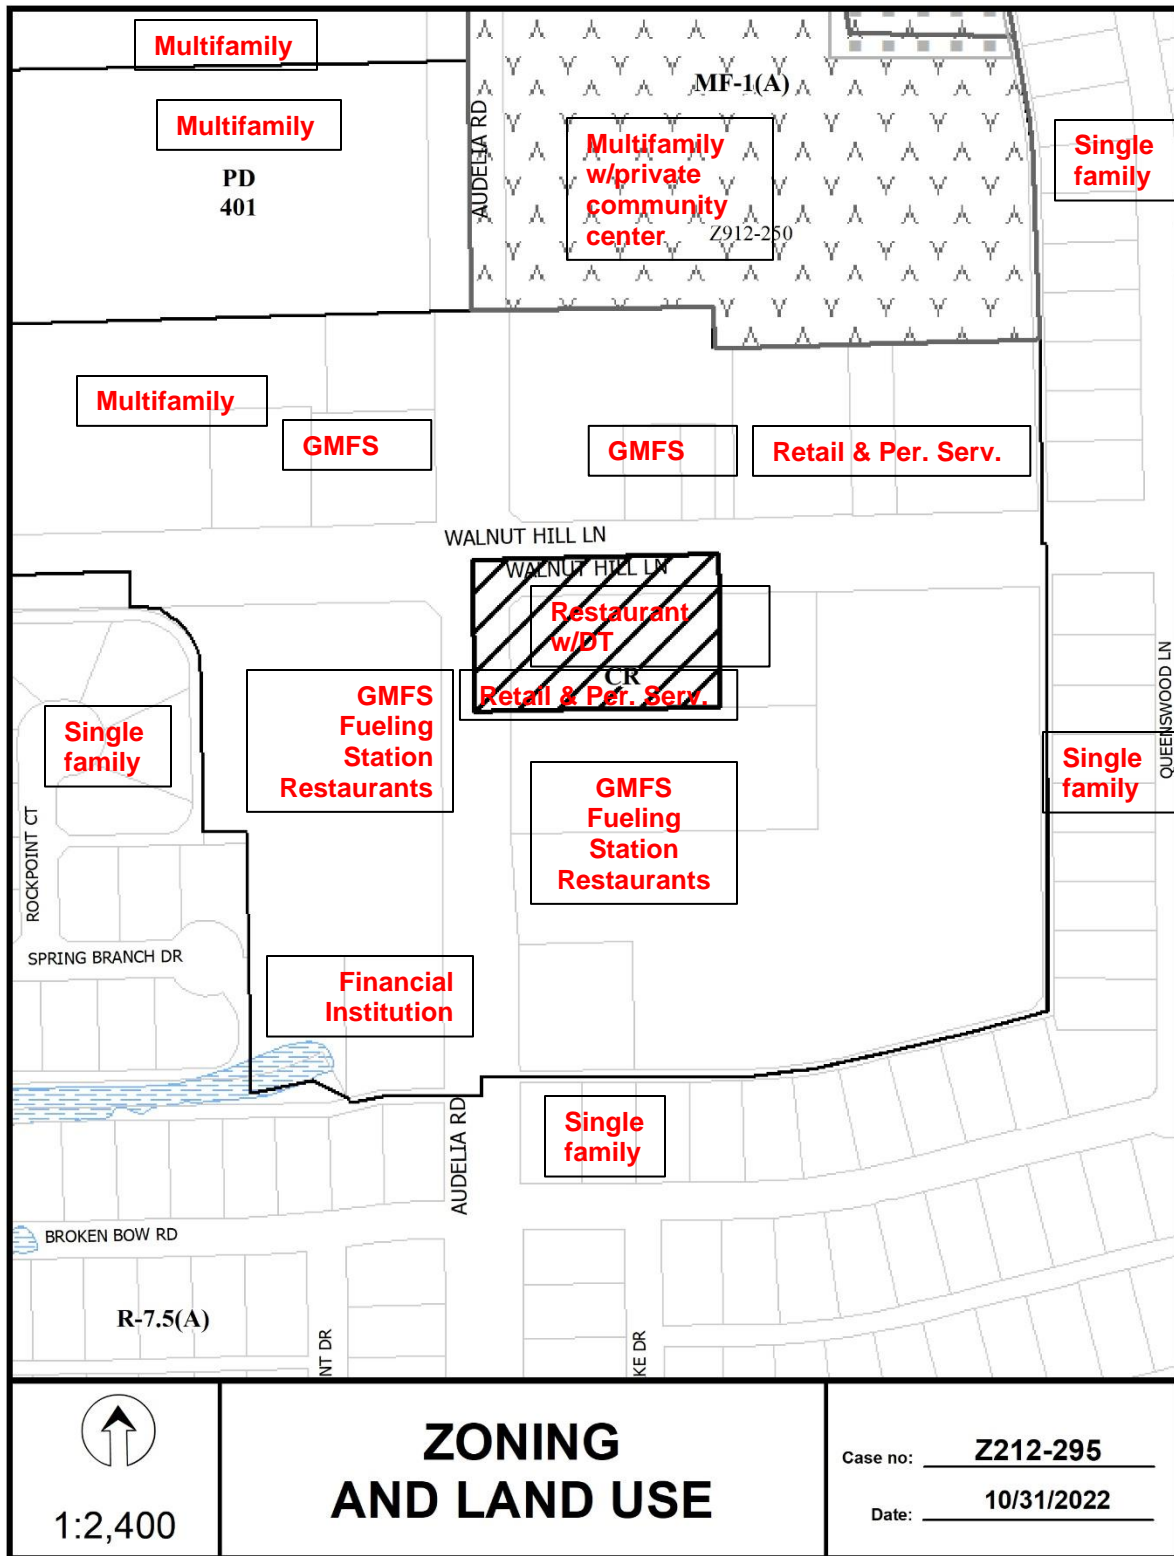 Multifamily
MF-1(A)
Multifamily
AUDELIA RD
Multifamily
w/private
community
center
Single
family
PD
401
Z912-250
Multifamily
GMFS
GMFS
Retail & Per. Serv.
WALNUT HILL LN
WALNUT HILL LN
Restaurant
w/DT
CR
Retail & Per. Serv.
GMFS
Fueling
Station
Restaurants
Single
family
QUEENSWOOD LN
Single
family
GMFS
Fueling
Station
Restaurants
ROCKPOINT CT
SPRING BRANCH DR
Financial
Institution
Single
family
AUDELIA RD
BROKEN BOW RD
R-7.5(A)
NT DR
KE DR
1:2,400
ZONING
AND LAND USE
Case no: Z212-295
Date: 10/31/2022